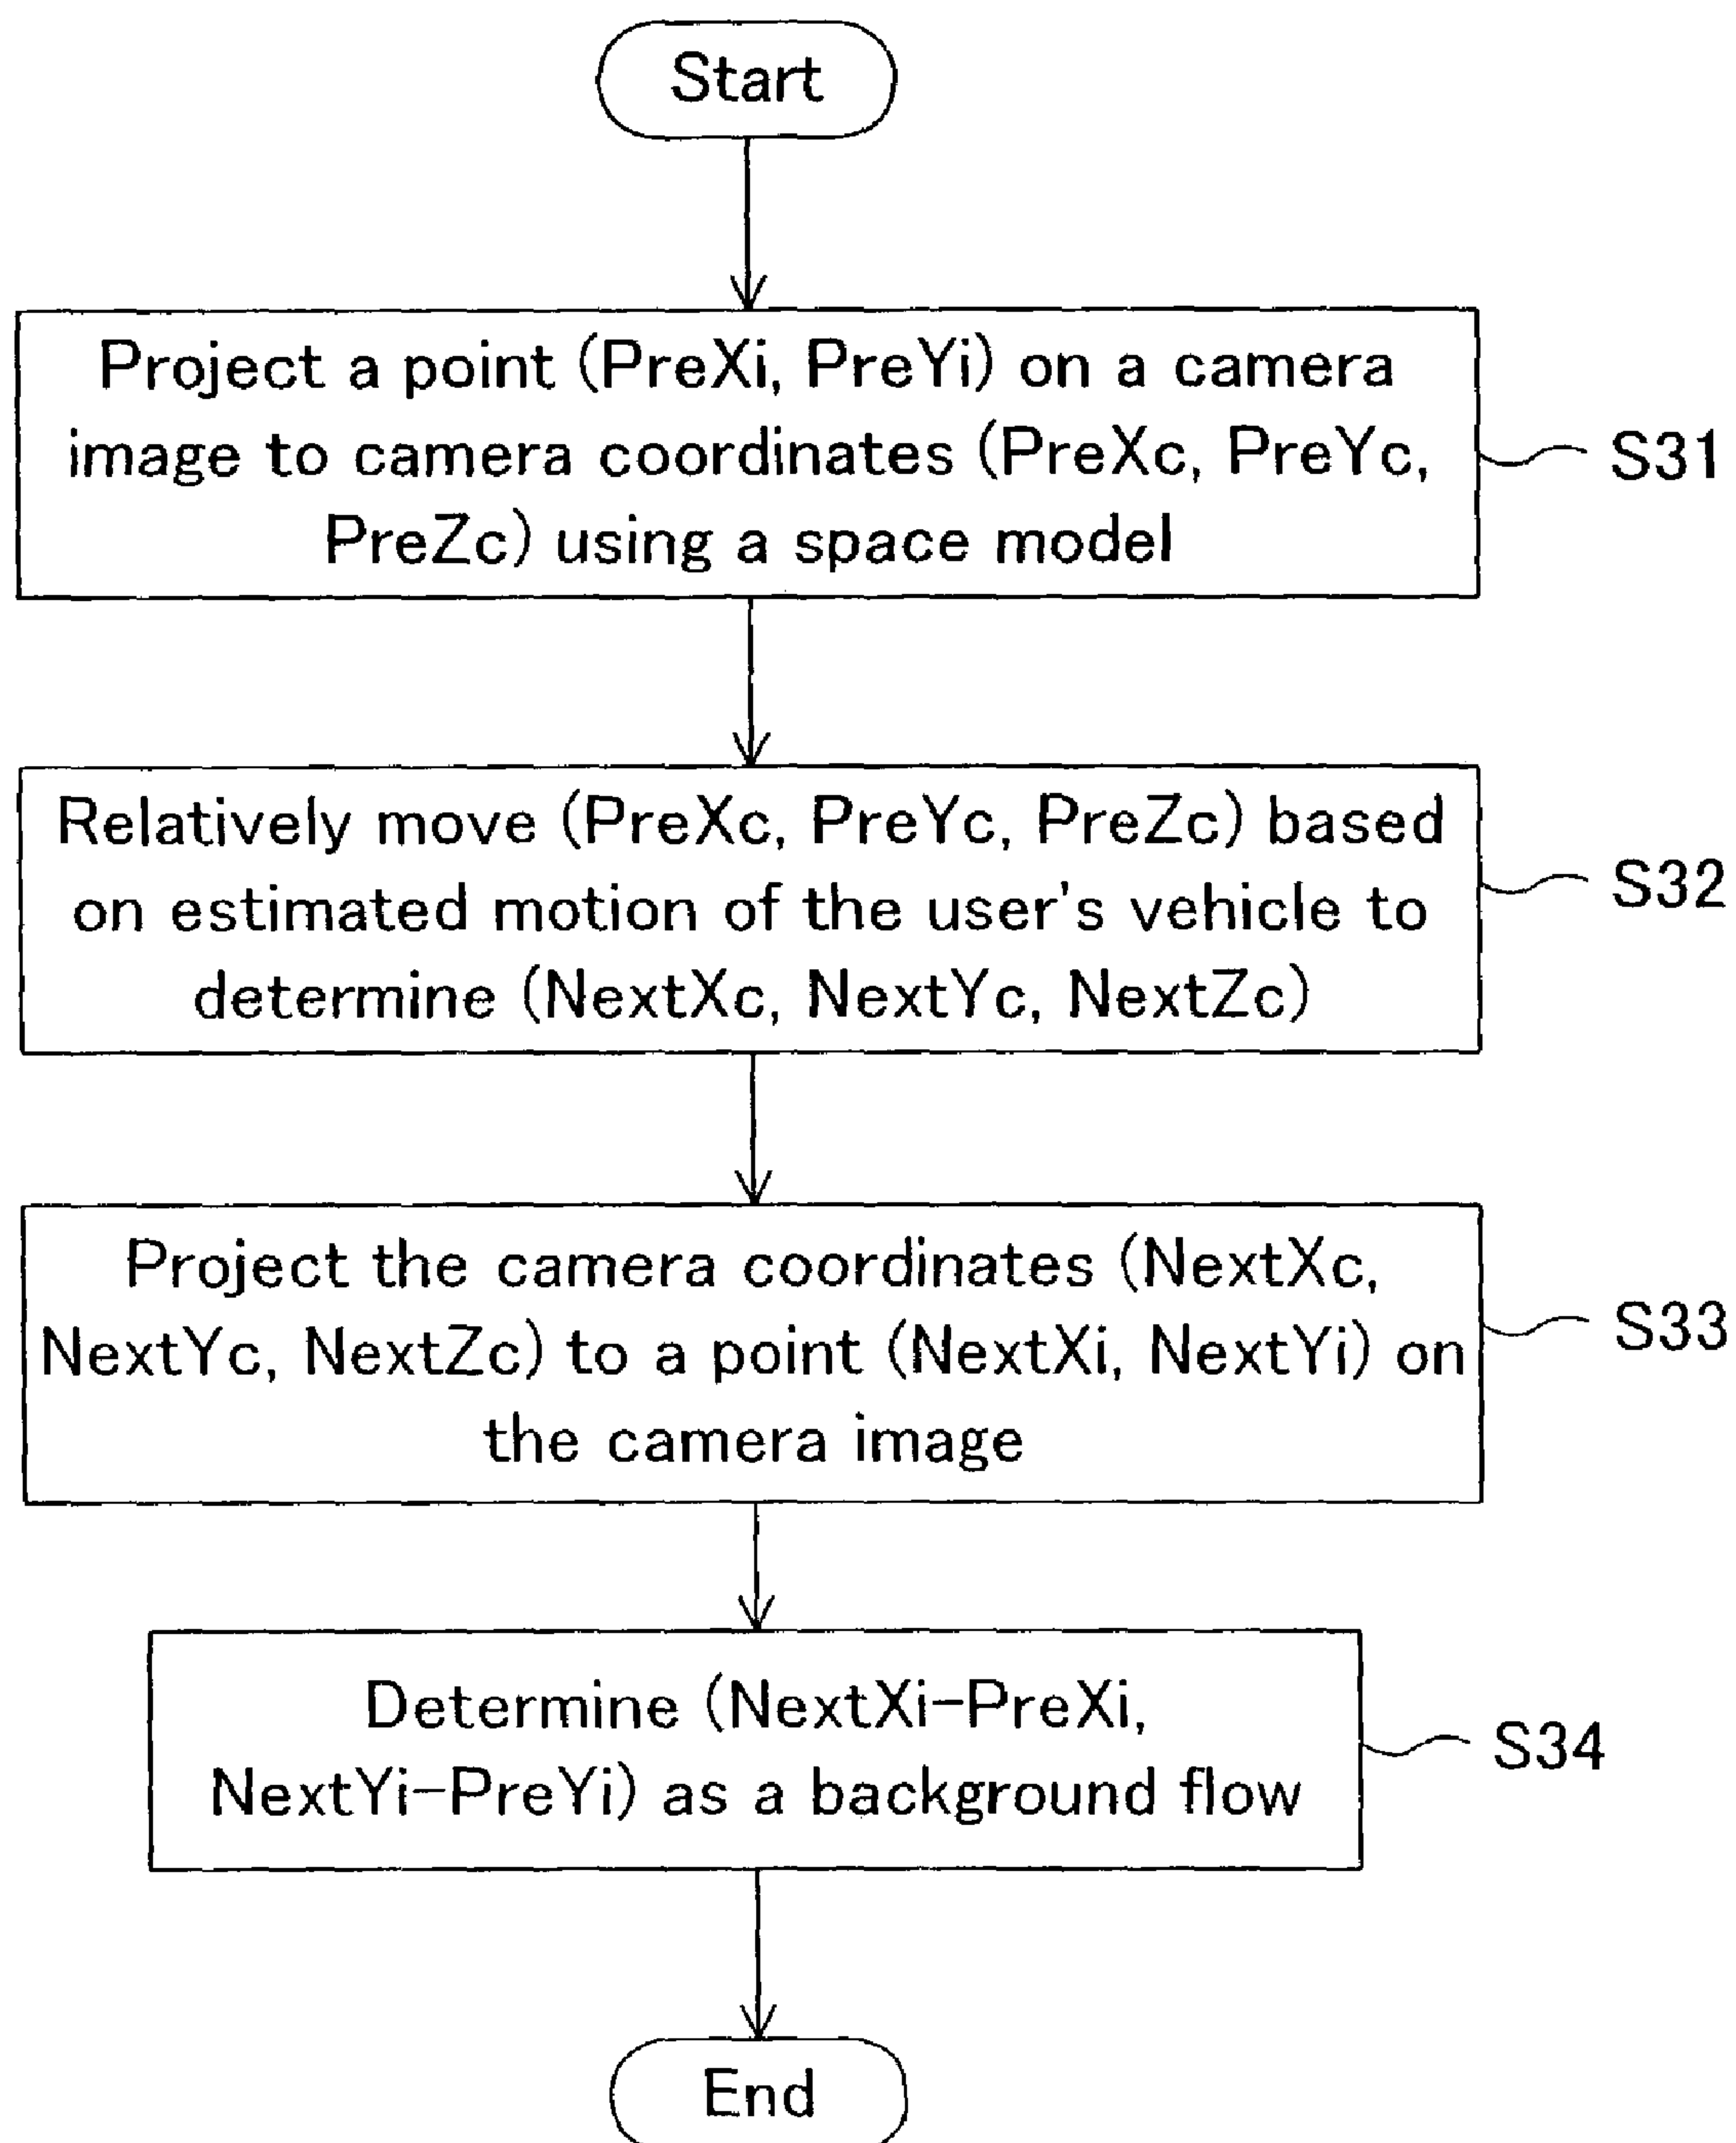 Start
Project a point (PreXi, PreYi) on a camera
image to camera coordinates (PreXc, PreYc,
PreZc) using a space model
S31
Relatively move (PreXc, PreYc, PreZc) based
on estimated motion of the user's vehicle to
determine (NextXc, NextYc, NextZc)
S32
Project the camera coordinates (NextXc,
NextYc, NextZc) to a point (NextXi, NextYi) on
the camera image
S33
Determine (NextXi-PreXi,
NextYi-PreYi) as a background flow
S34
End